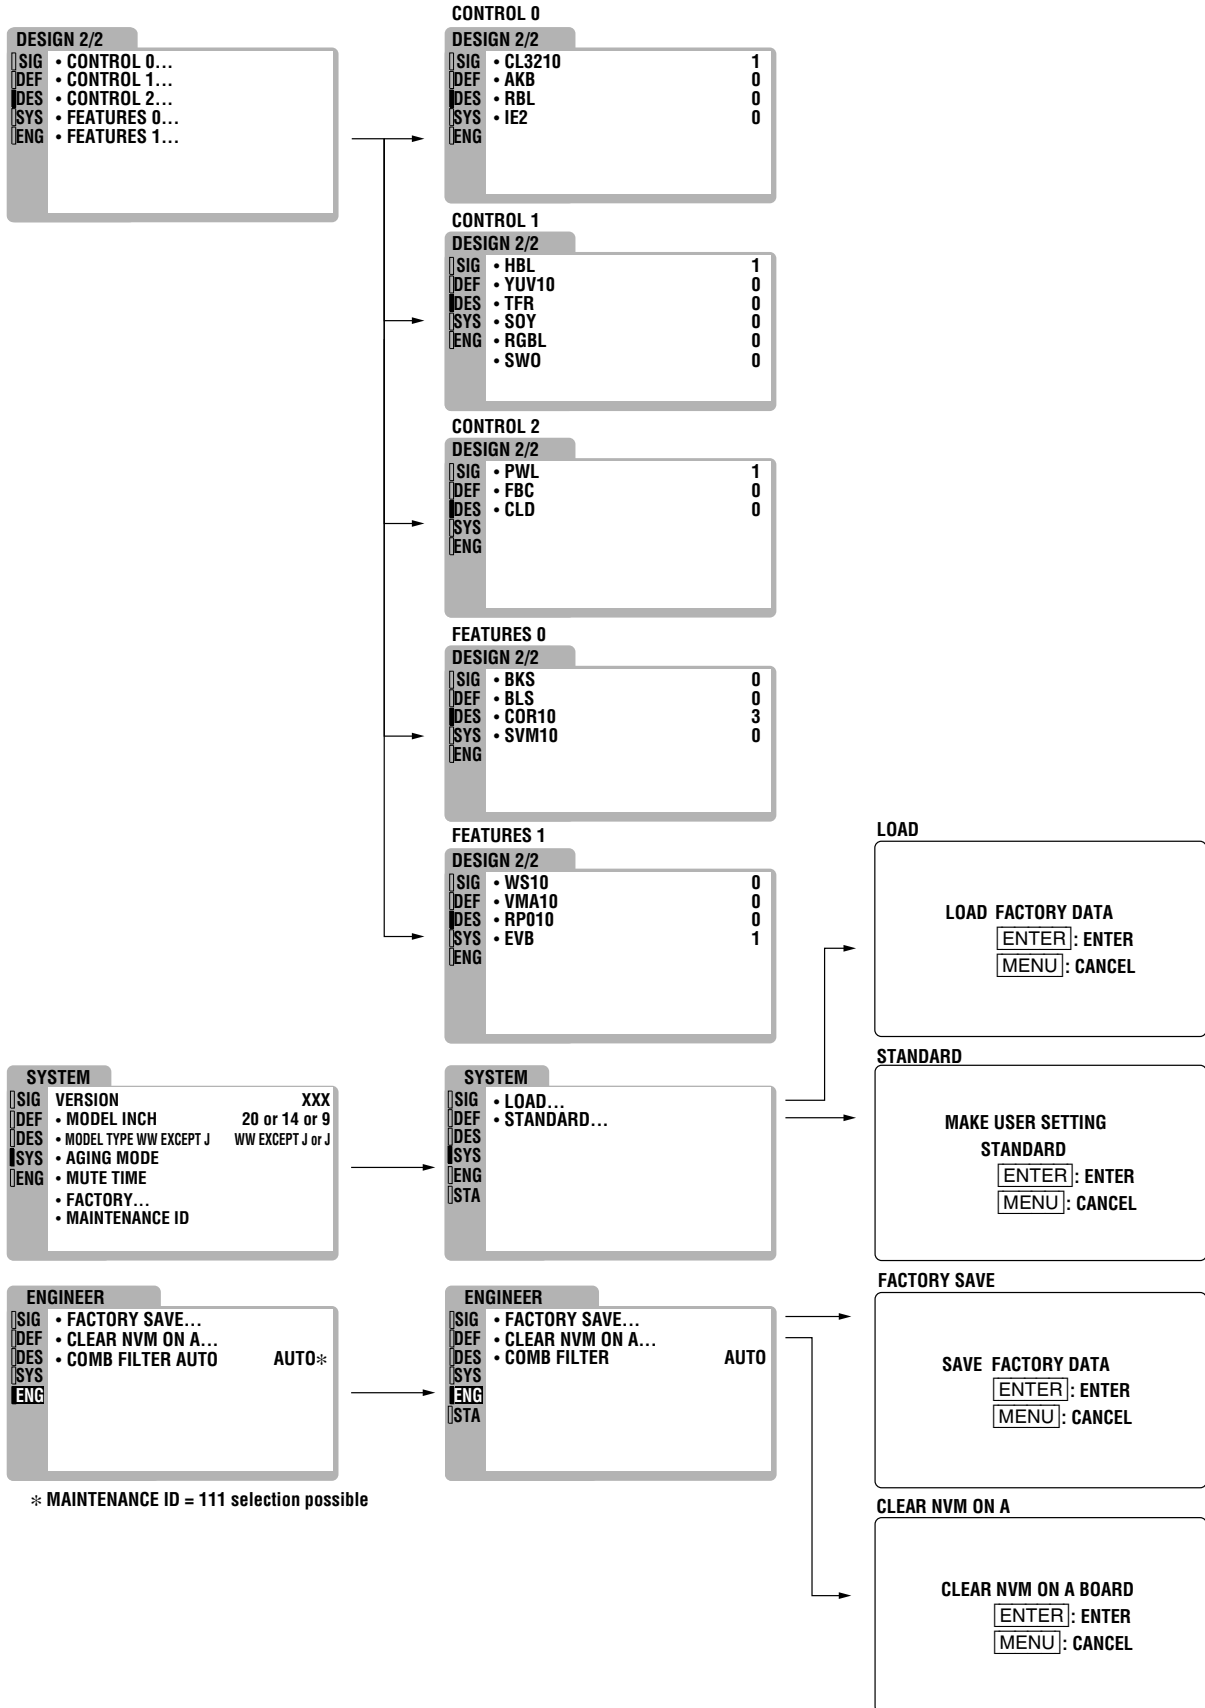 DESIGN 2/2
SIG • CONTROL 0...
DEF • CONTROL 1...
DES • CONTROL 2...
SYS • FEATURES 0...
ENG • FEATURES 1...
CONTROL 0
DESIGN 2/2
SIG • CL3210 1
DEF • AKB 0
DES • RBL 0
SYS • IE2 0
ENG
CONTROL 1
DESIGN 2/2
SIG • HBL 1
DEF • YUV10 0
DES • TFR 0
SYS • SOY 0
ENG • RGBL 0
• SWO 0
CONTROL 2
DESIGN 2/2
SIG • PWL 1
DEF • FBC 0
DES • CLD 0
SYS
ENG
FEATURES 0
DESIGN 2/2
SIG • BKS 0
DEF • BLS 0
DES • COR10 3
SYS • SVM10 0
ENG
FEATURES 1
DESIGN 2/2
SIG • WS10 0
DEF • VMA10 0
DES • RP010 0
SYS • EVB 1
ENG
SYSTEM
SIG VERSION XXX
DEF • MODEL INCH 20 or 14 or 9
DES • MODEL TYPE WW EXCEPT J WW EXCEPT J or J
SYS • AGING MODE
ENG • MUTE TIME
• FACTORY...
• MAINTENANCE ID
SYSTEM
SIG • LOAD...
DEF • STANDARD...
DES
SYS
ENG
STA
LOAD
LOAD FACTORY DATA
ENTER : ENTER
MENU : CANCEL
STANDARD
MAKE USER SETTING
STANDARD
ENTER : ENTER
MENU : CANCEL
ENGINEER
SIG • FACTORY SAVE...
DEF • CLEAR NVM ON A...
DES • COMB FILTER AUTO AUTO*
SYS
ENG
* MAINTENANCE ID = 111 selection possible
ENGINEER
SIG • FACTORY SAVE...
DEF • CLEAR NVM ON A...
DES • COMB FILTER AUTO
SYS
ENG
STA
FACTORY SAVE
SAVE FACTORY DATA
ENTER : ENTER
MENU : CANCEL
CLEAR NVM ON A
CLEAR NVM ON A BOARD
ENTER : ENTER
MENU : CANCEL